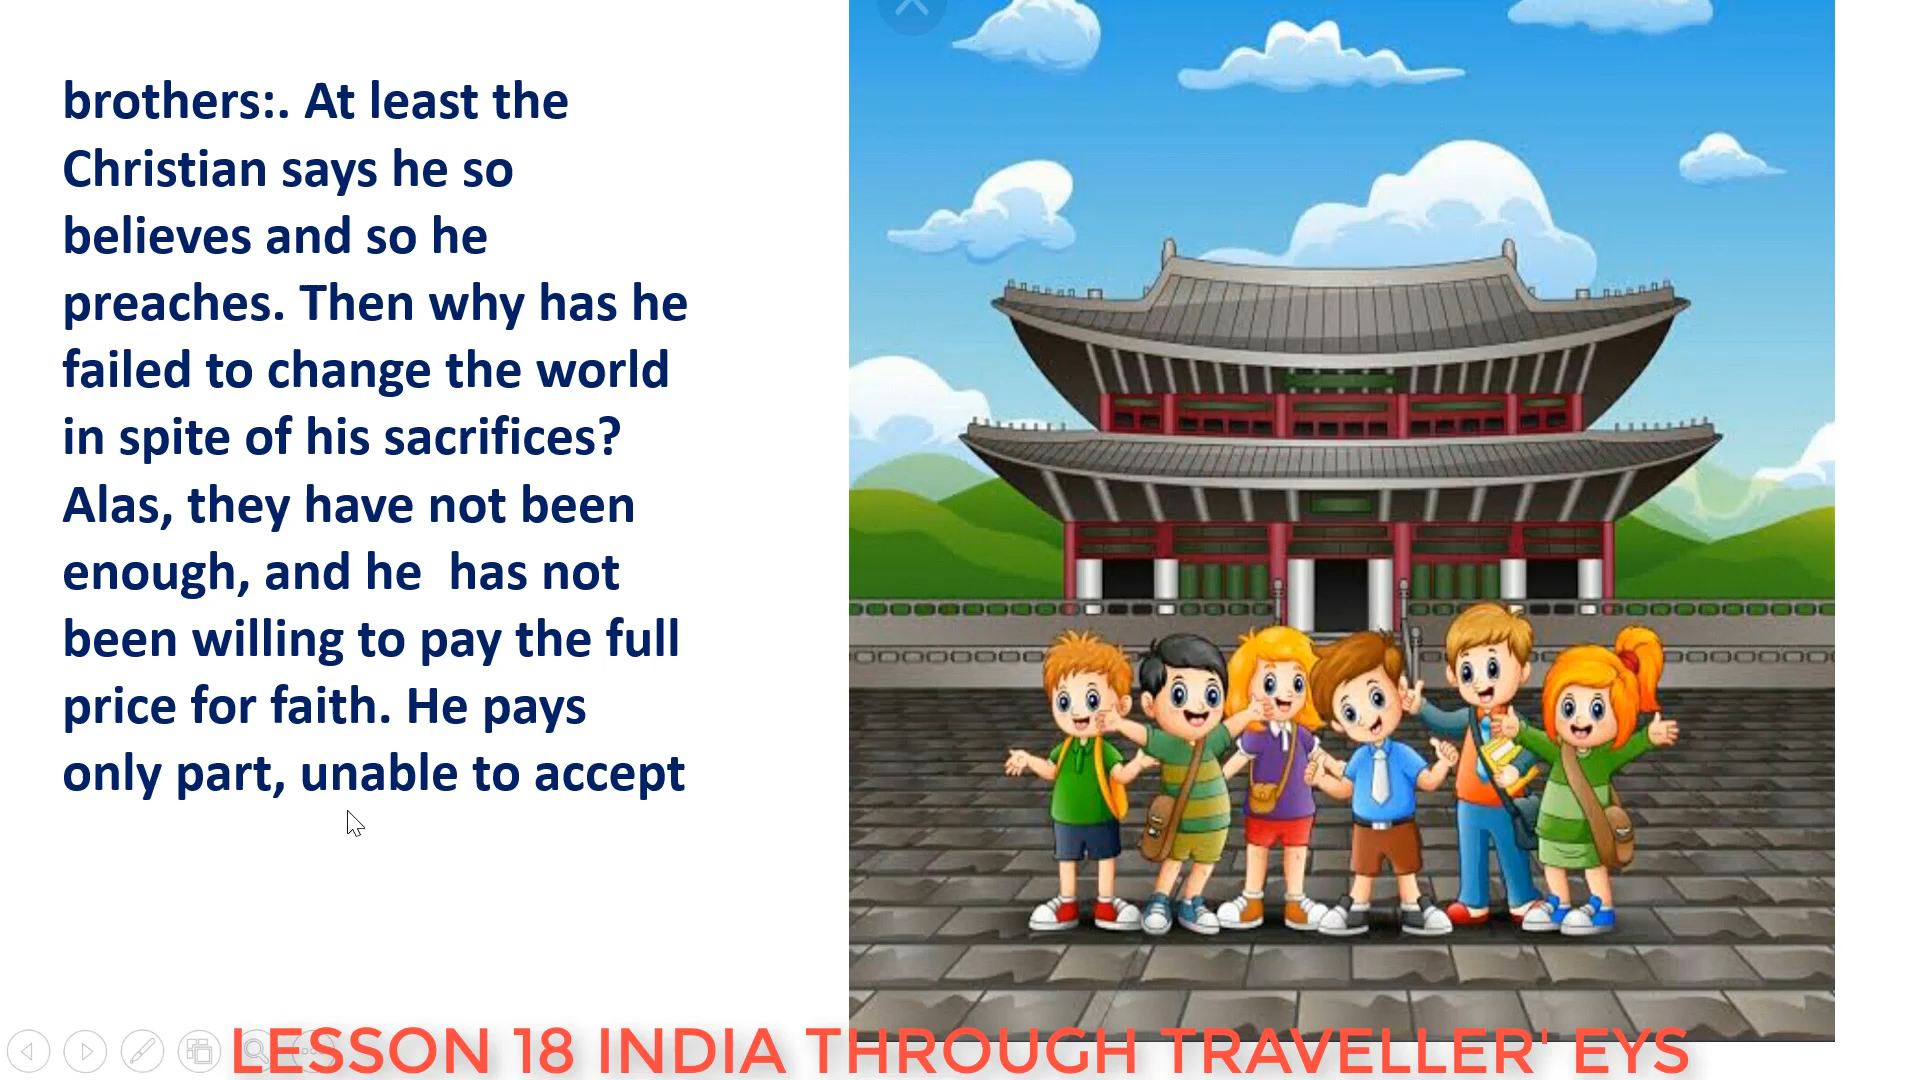 brothers:. At least the
Christian says he so
believes and so he
preaches. Then why has he
failed to change the world
in spite of his sacrifices?
Alas, they have not been
enough, and he  has not
been willing to pay the full
price for faith. He pays
only part, unable to accept
LESSON 18 INDIA THROUGH TRAVELLER' EYS